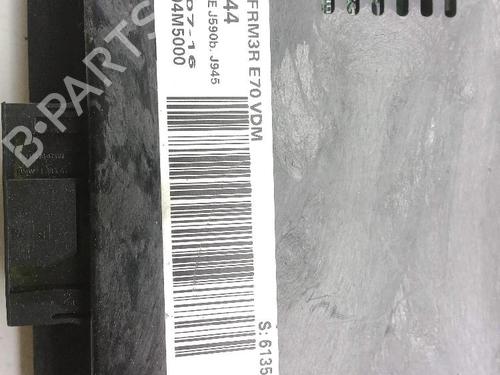 FRM3R E70 VDM
44
E J590b. J945
07-16
04M5000
S: 6135
B-PARTS